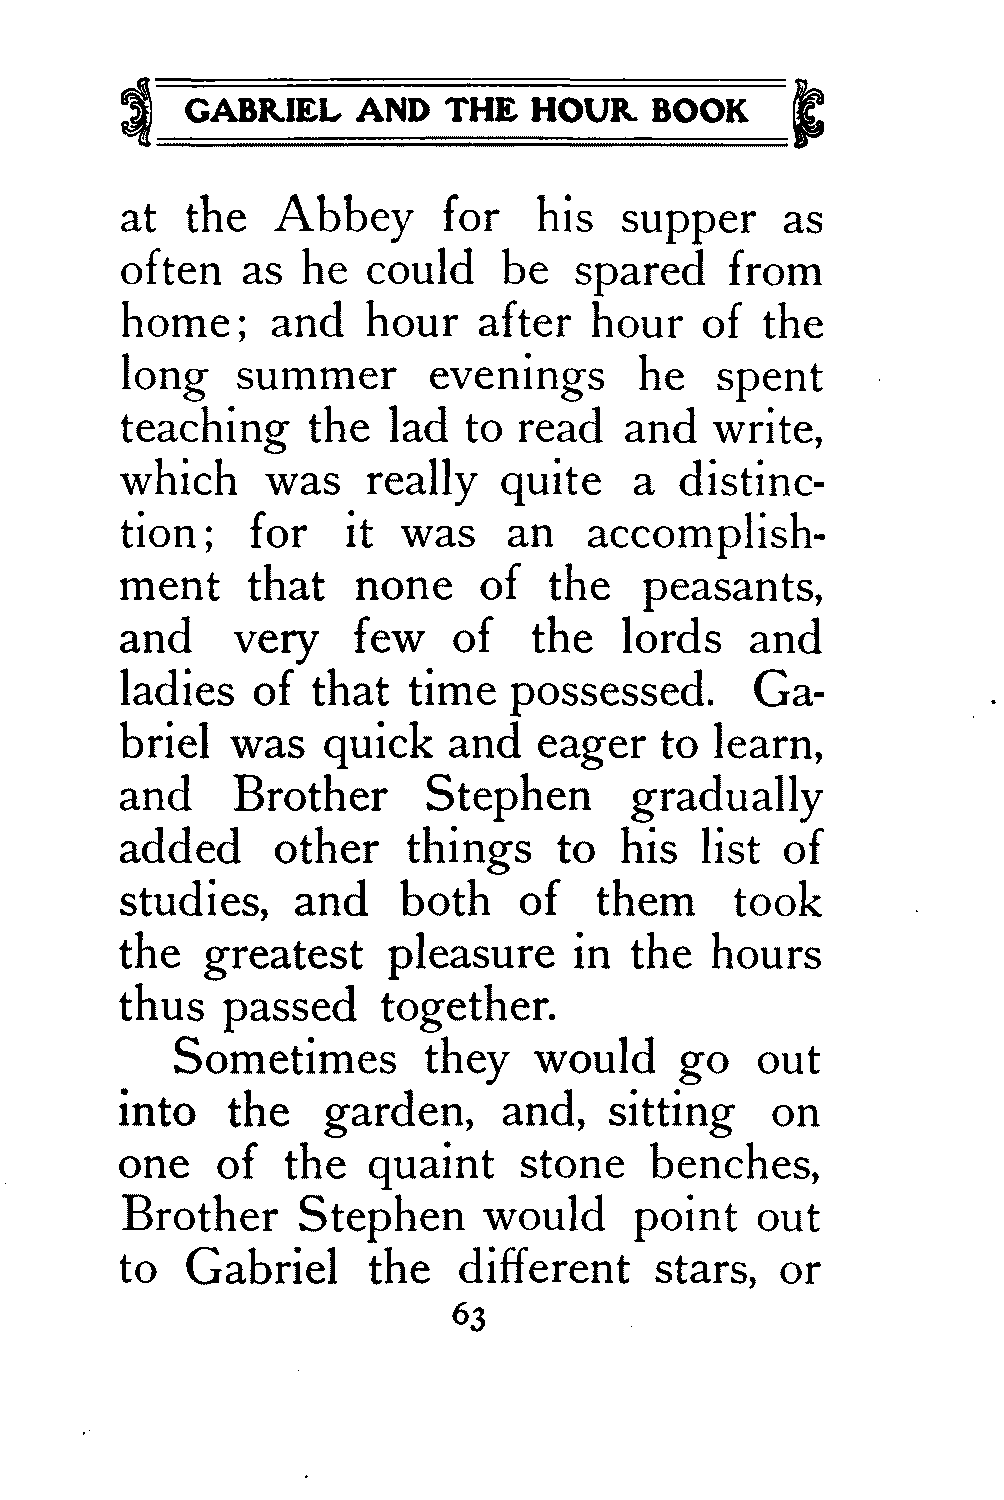 GABRIEL AND THE HOUR BOOK
at the Abbey for his supper as
often as he could be spared from
home; and hour after hour of the
long summer evenings he spent
teaching the lad to read and write,
which was really quite a distinc-
tion; for it was an accomplish-
ment that none of the peasants,
and very few of the lords and
ladies of that time possessed. Ga-
briel was quick and eager to learn,
and Brother Stephen gradually
added other things to his list of
studies, and both of them took
the greatest pleasure in the hours
thus passed together.
Sometimes they would go out
into the garden, and, sitting on
one of the quaint stone benches,
Brother Stephen would point out
to Gabriel the different stars, or
63